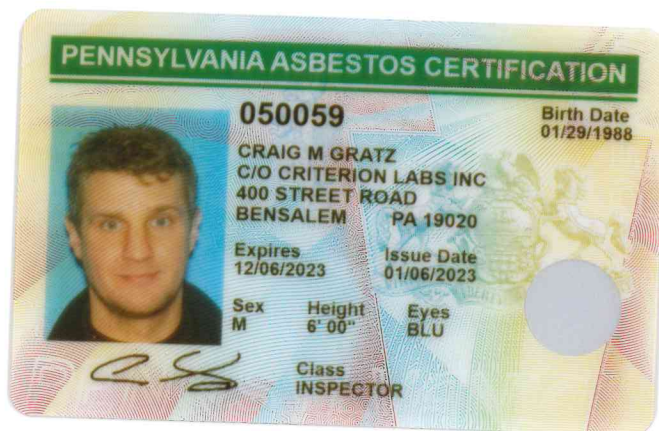 PENNSYLVANIA ASBESTOS CERTIFICATION
050059
Birth Date
01/29/1988
CRAIG M GRATZ
C/O CRITERION LABS INC
400 STREET ROAD
BENSALEM PA 19020
Expires
12/06/2023
Issue Date
01/06/2023
Sex
M
Height
6' 00"
Eyes
BLU
Class
INSPECTOR